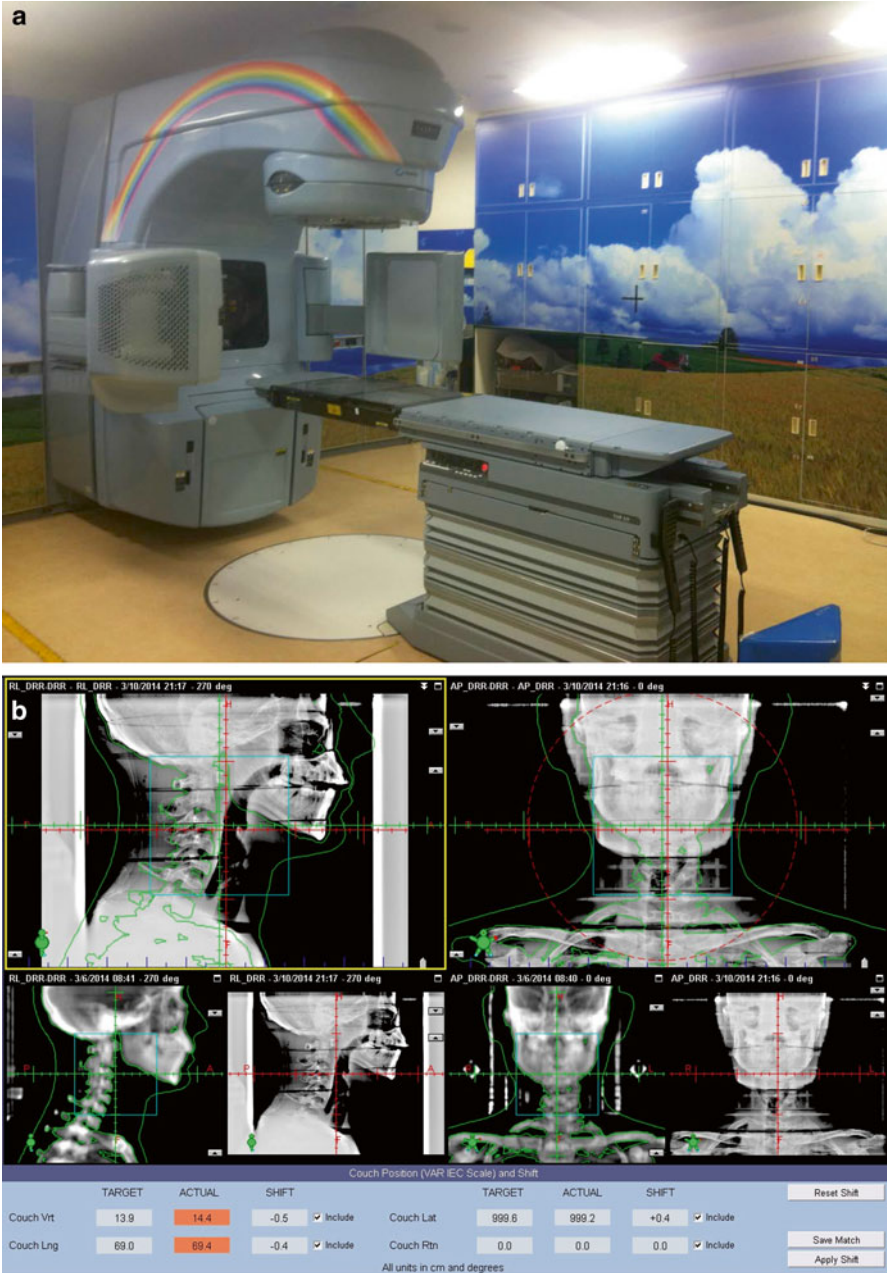 a
RL_DRR-DRR - RL_DRR - 3/10/2014 21:17 - 270 deg
AP_DRR-DRR - AP_DRR - 3/10/2014 21:16 - 0 deg
b
H
H
F
F
RL_DRR-DRR - 3/6/2014 08:41 - 270 deg
RL_DRR-DRR - 3/10/2014 21:17 - 270 deg
AP_DRR-DRR - 3/6/2014 08:40 - 0 deg
AP_DRR-DRR - 3/10/2014 21:16 - 0 deg
H
H
P
A
P
A
L
R
L
F
F
F
Couch Position (VAR IEC Scale) and Shift
TARGET ACTUAL SHIFT TARGET ACTUAL SHIFT Reset Shift
Couch Vrt 13.9 14.4 -0.5 Include Couch Lat 999.6 999.2 +0.4 Include
Couch Lng 69.0 69.4 -0.4 Include Couch Rtn 0.0 0.0 0.0 Include Save Match
Apply Shift
All units in cm and degrees